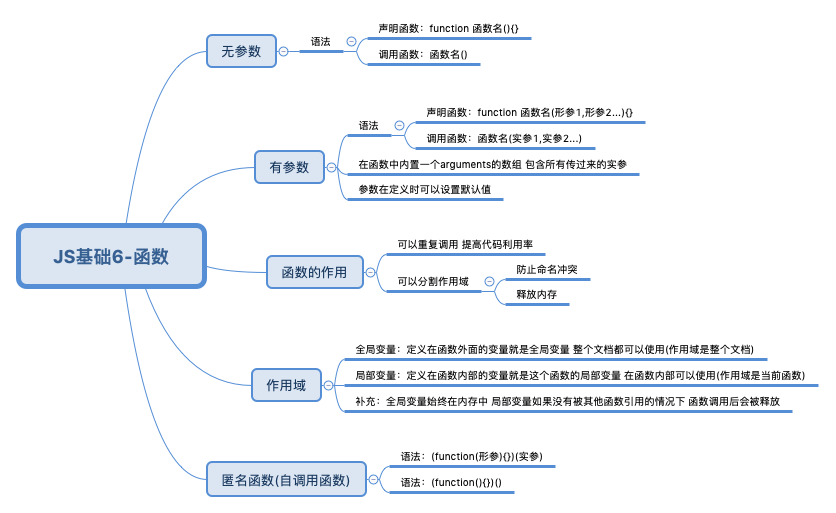 JS基础6-函数
无参数
语法
声明函数：function 函数名(){}
调用函数：函数名()
有参数
语法
声明函数：function 函数名(形参1,形参2...){}
调用函数：函数名(实参1,实参2...)
在函数中内置一个arguments的数组 包含所有传过来的实参
参数在定义时可以设置默认值
函数的作用
可以重复调用 提高代码利用率
可以分割作用域
防止命名冲突
释放内存
作用域
全局变量：定义在函数外面的变量就是全局变量 整个文档都可以使用(作用域是整个文档)
局部变量：定义在函数内部的变量就是这个函数的局部变量 在函数内部可以使用(作用域是当前函数)
补充：全局变量始终在内存中 局部变量如果没有被其他函数引用的情况下 函数调用后会被释放
匿名函数(自调用函数)
语法：(function(形参){})(实参)
语法：(function(){})()